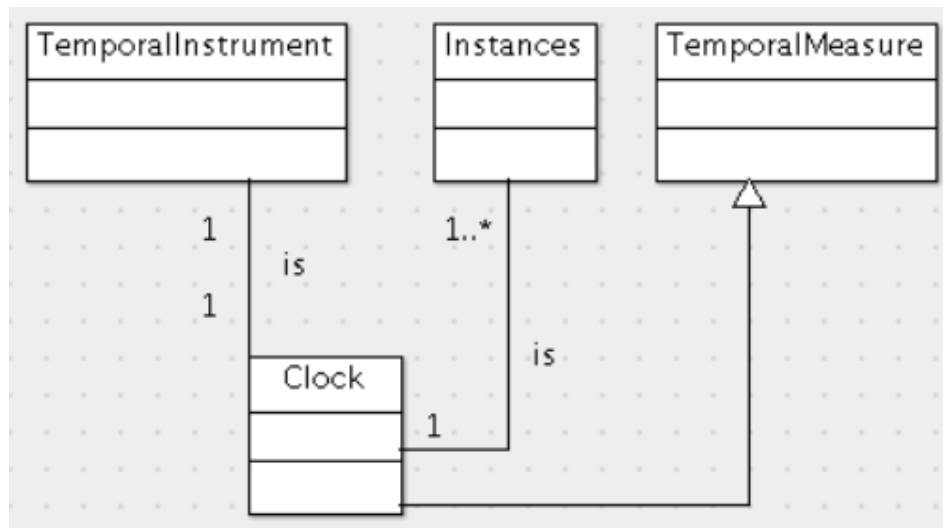 TemporalInstrument
Instances
TemporalMeasure
1
1..*
is
1
is
Clock
1